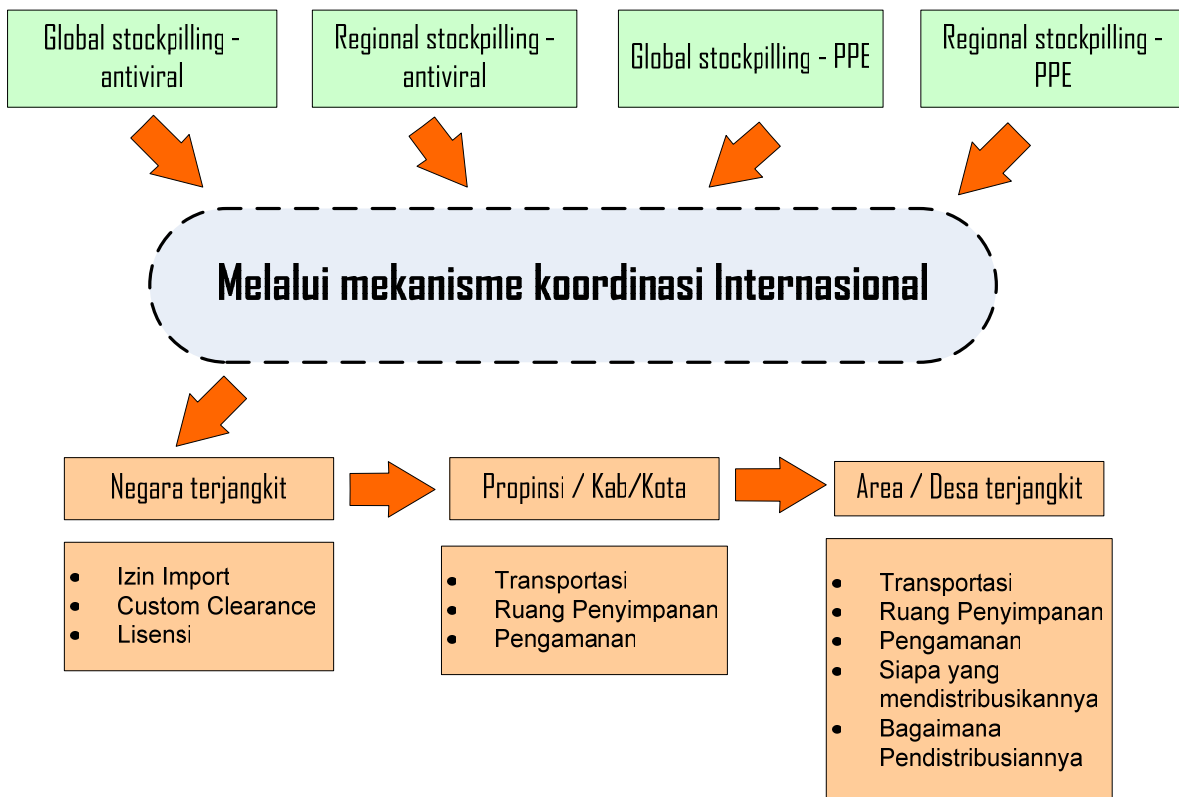 Global stockpilling -
antiviral
Regional stockpilling -
antiviral
Global stockpilling - PPE
Regional stockpilling -
PPE
Melalui mekanisme koordinasi Internasional
Negara terjangkit
Propinsi / Kab/Kota
Area / Desa terjangkit
• Izin Import
• Custom Clearance
• Lisensi
• Transportasi
• Ruang Penyimpanan
• Pengamanan
• Transportasi
• Ruang Penyimpanan
• Pengamanan
• Siapa yang
mendistribusikannya
• Bagaimana
Pendistribusiannya